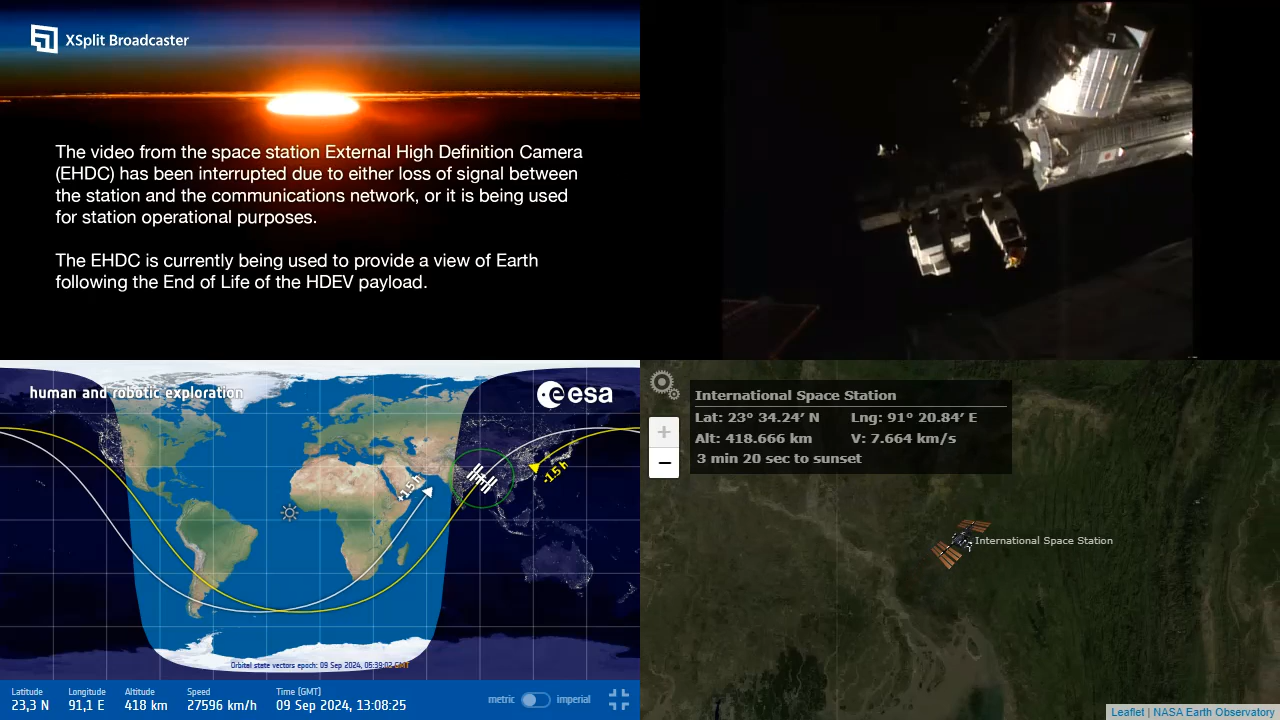 XSplit Broadcaster
The video from the space station External High Definition Camera
(EHDC) has been interrupted due to either loss of signal between
the station and the communications network, or it is being used
for station operational purposes.
The EHDC is currently being used to provide a view of Earth
following the End of Life of the HDEV payload.
human and robotic exploration
esa
+1.5 h
-1.5 h
Orbital state vectors epoch: 09 Sep 2024, 05:39:02 GMT
Latitude Longitude Altitude Speed Time (GMT)
23,3 N 91,1 E 418 km 27596 km/h 09 Sep 2024, 13:08:25
metric imperial
International Space Station
Lat: 23° 34.24′ N Lng: 91° 20.84′ E
Alt: 418.666 km V: 7.664 km/s
3 min 20 sec to sunset
+
−
International Space Station
Leaflet | NASA Earth Observatory